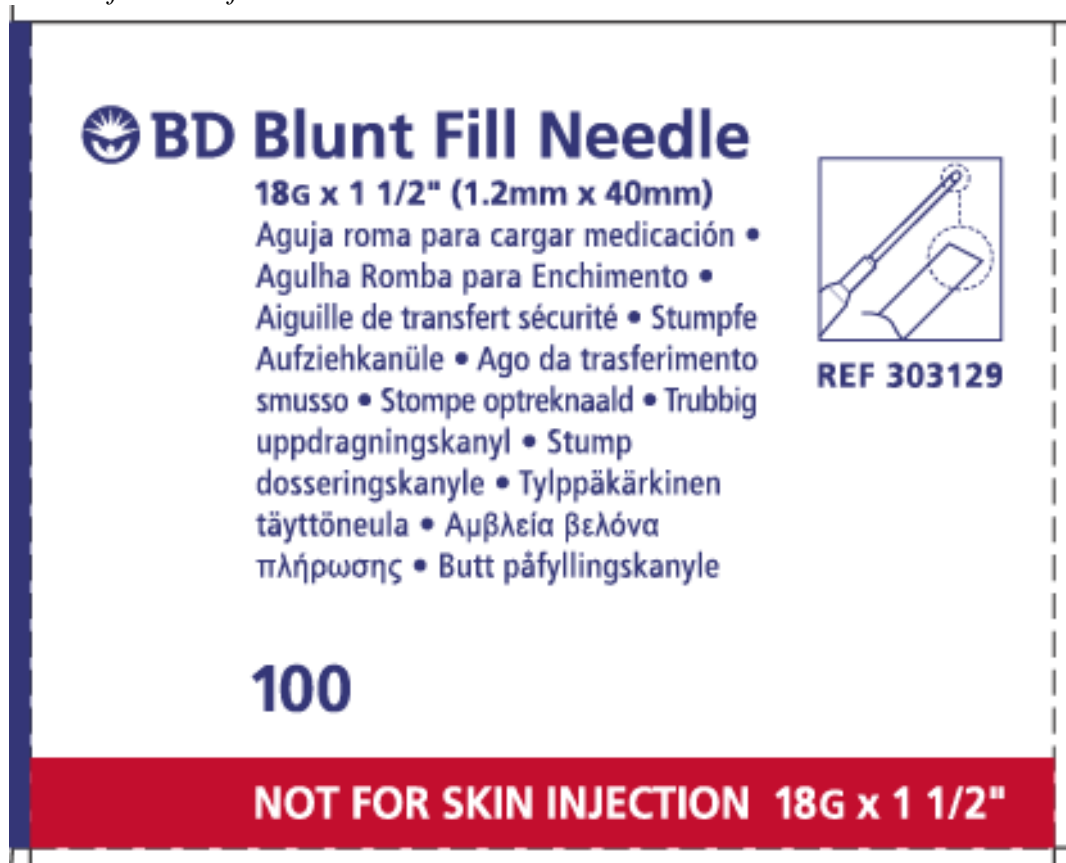 BD Blunt Fill Needle
18G x 1 1/2" (1.2mm x 40mm)
Aguja roma para cargar medicación •
Agulha Romba para Enchimento •
Aiguille de transfert sécurité • Stumpfe
Aufziehkanüle • Ago da trasferimento
smusso • Stompe optreknaald • Trubbig
uppdragningskanyl • Stump
dosseringskanyle • Tylppäkärkinen
täyttöneula • Αμβλεία βελόνα
πλήρωσης • Butt påfyllingskanyle
REF 303129
100
NOT FOR SKIN INJECTION 18G x 1 1/2"